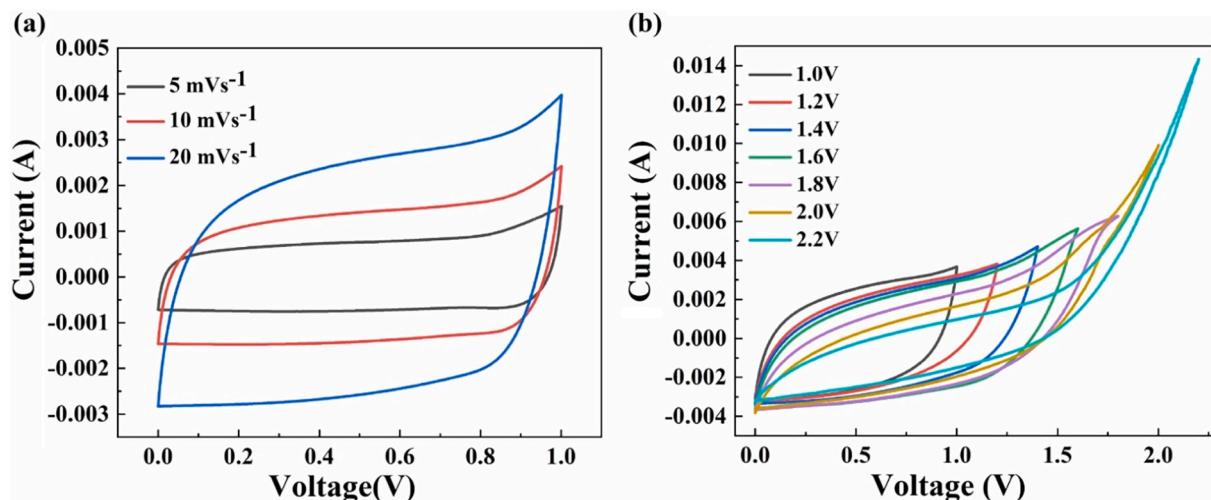 (a)
0.005
0.004
0.003
0.002
0.001
0.000
-0.001
-0.002
-0.003
Current (A)
5 mVs-1
10 mVs-1
20 mVs-1
0.0 0.2 0.4 0.6 0.8 1.0
Voltage(V)
(b)
0.014
0.012
0.010
0.008
0.006
0.004
0.002
0.000
-0.002
-0.004
Current (A)
1.0V
1.2V
1.4V
1.6V
1.8V
2.0V
2.2V
0.0 0.5 1.0 1.5 2.0
Voltage (V)